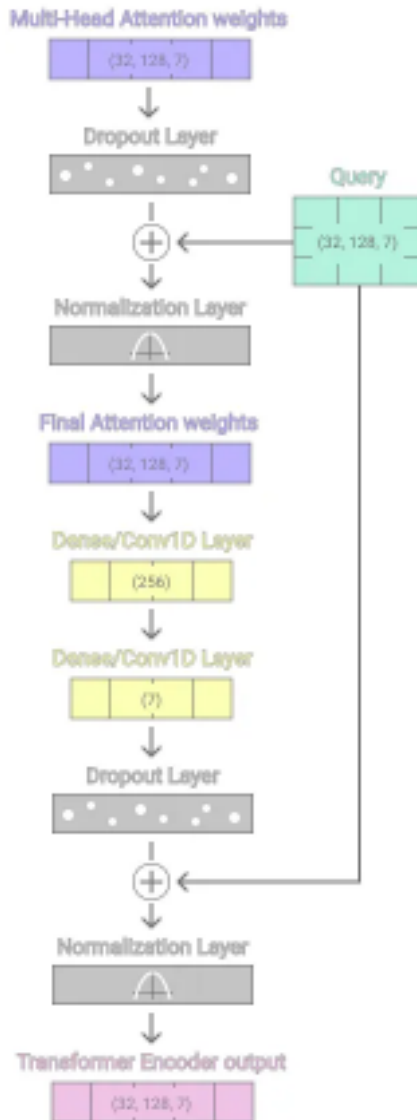 Multi-Head Attention weights
(32, 128, 7)
Dropout Layer
Query
(32, 128, 7)
Normalization Layer
Final Attention weights
(32, 128, 7)
Dense/Conv1D Layer
(256)
Dense/Conv1D Layer
(7)
Dropout Layer
Normalization Layer
Transformer Encoder output
(32, 128, 7)